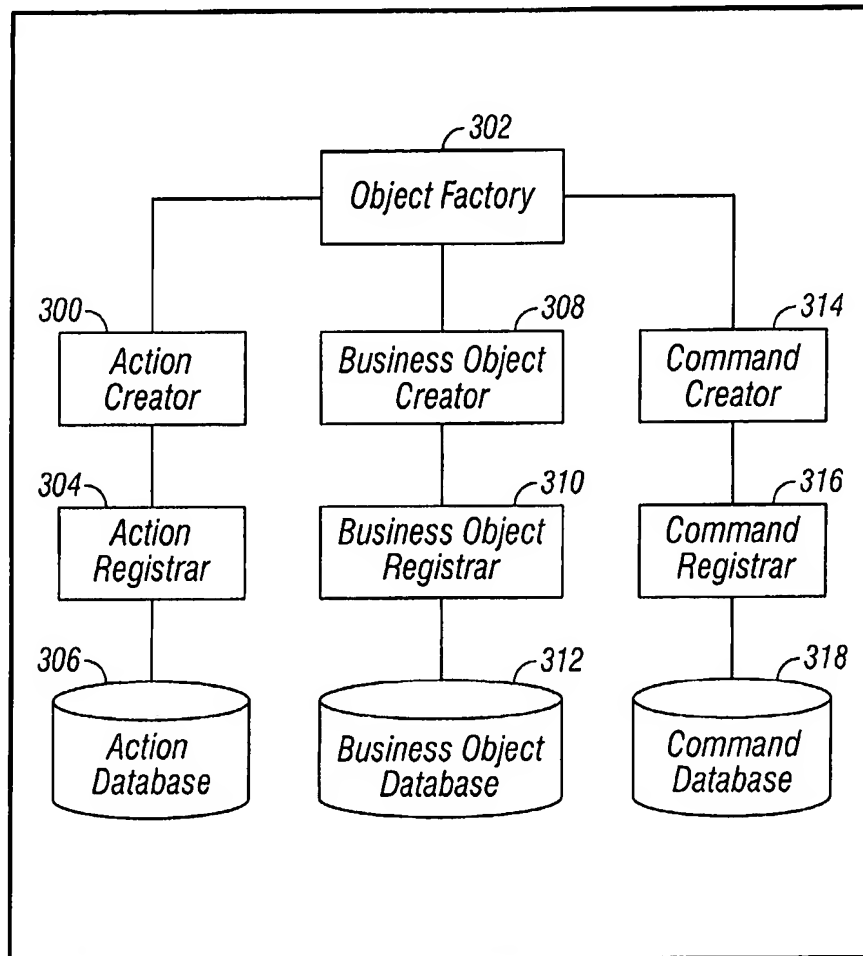 302
Object Factory
300
Action
Creator
308
Business Object
Creator
314
Command
Creator
304
Action
Registrar
310
Business Object
Registrar
316
Command
Registrar
306
Action
Database
312
Business Object
Database
318
Command
Database